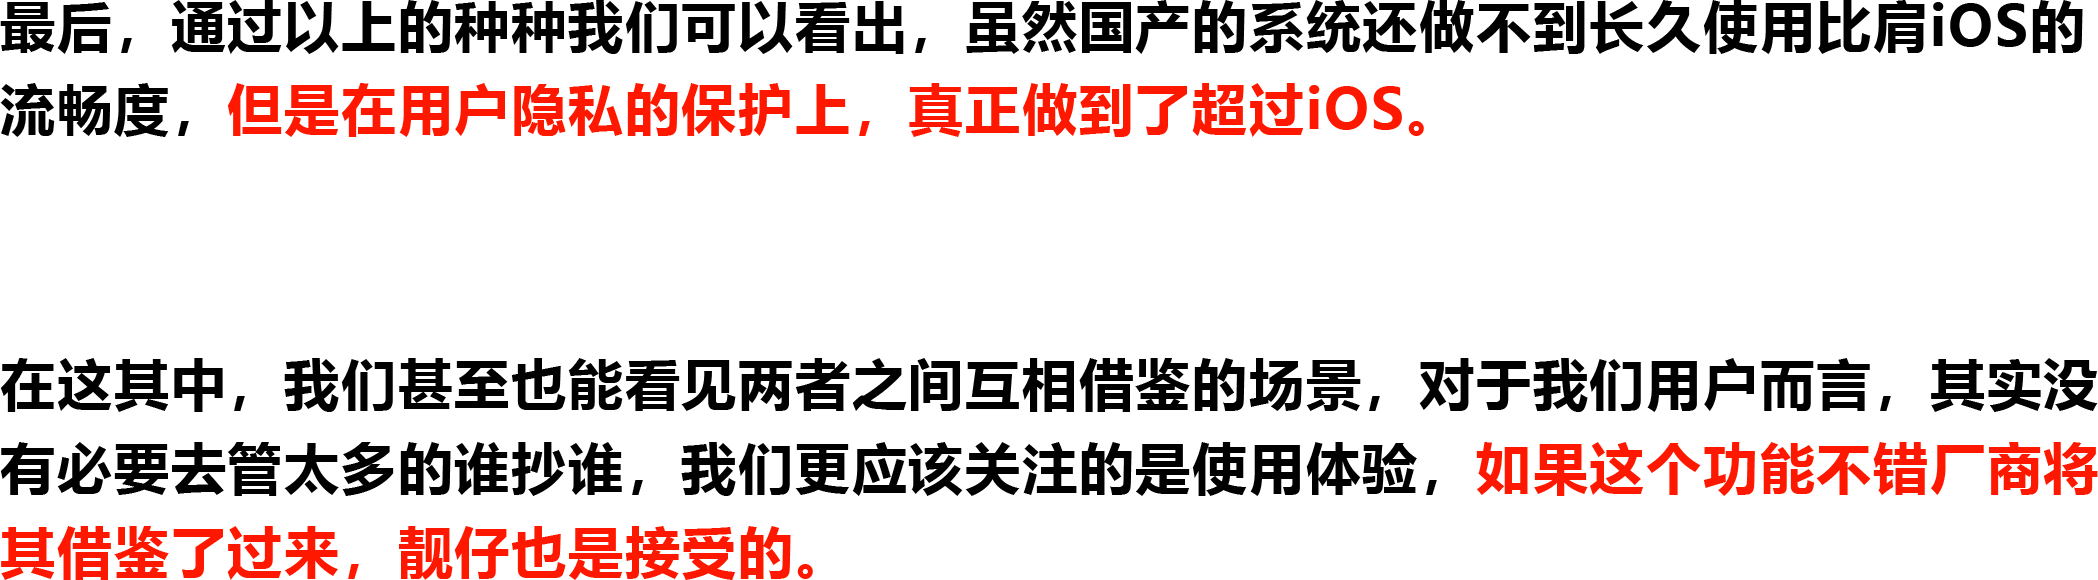 最后，通过以上的种种我们可以看出，虽然国产的系统还做不到长久使用比肩iOS的
流畅度，但是在用户隐私的保护上，真正做到了超过iOS。
在这其中，我们甚至也能看见两者之间互相借鉴的场景，对于我们用户而言，其实没
有必要去管太多的谁抄谁，我们更应该关注的是使用体验，如果这个功能不错厂商将
其借鉴了过来，靓仔也是接受的。